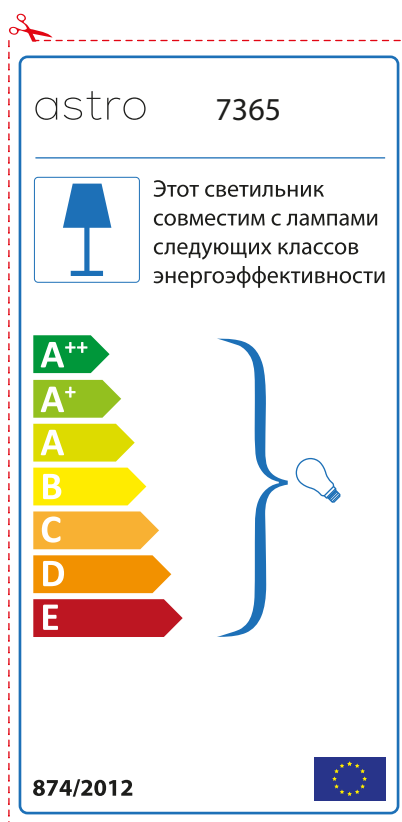 astro 7365
Этот светильник
совместим с лампами
следующих классов
энергоэффективности
A++
A+
A
B
C
D
E
874/2012